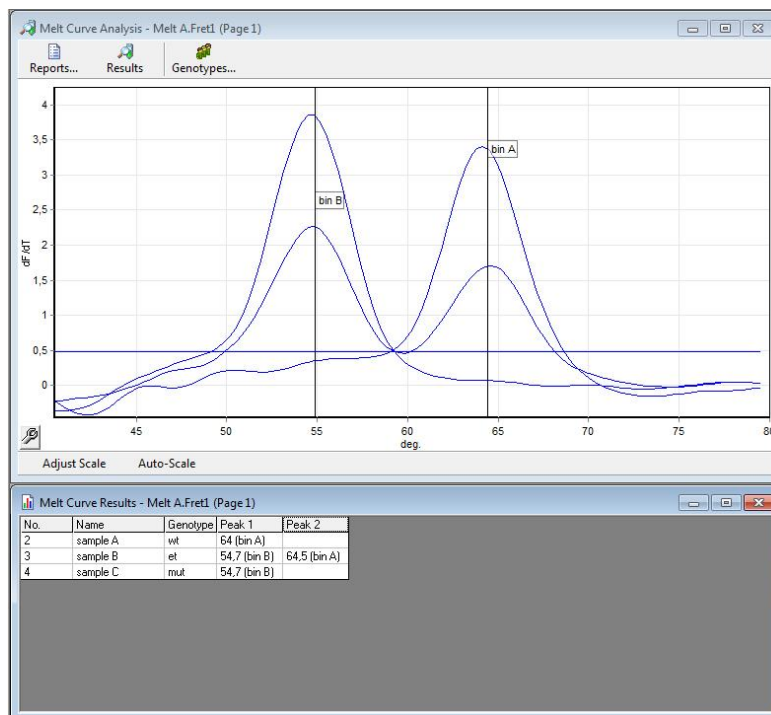 Melt Curve Analysis - Melt A.Fret1 (Page 1)
Reports... Results Genotypes...
4
3,5
3
2,5
2
1,5
1
0,5
0
dF/dT
bin B
bin A
45 50 55 60 65 70 75 80
deg.
Adjust Scale Auto-Scale
Melt Curve Results - Melt A.Fret1 (Page 1)
No. Name Genotype Peak 1 Peak 2
2 sample A wt 64 (bin A)
3 sample B et 54,7 (bin B) 64,5 (bin A)
4 sample C mut 54,7 (bin B)